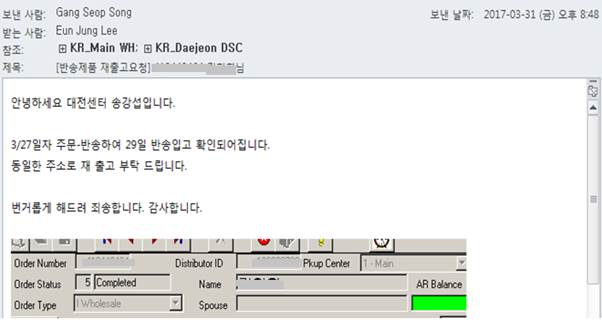 보낸 사람: Gang Seop Song 보낸 날짜: 2017-03-31 (금) 오후 8:48
받는 사람: Eun Jung Lee
참조: KR_Main WH; KR_Daejeon DSC
제목: [반송제품 재출고요청] 님
안녕하세요 대전센터 송강섭입니다.
3/27일자 주문-반송하여 29일 반송입고 확인되어집니다.
동일한 주소로 재 출고 부탁 드립니다.
번거롭게 해드려 죄송합니다. 감사합니다.
Order Number Distributor ID Pkup Center 1 - Main
Order Status 5 Completed Name AR Balance
Order Type Wholesale Spouse